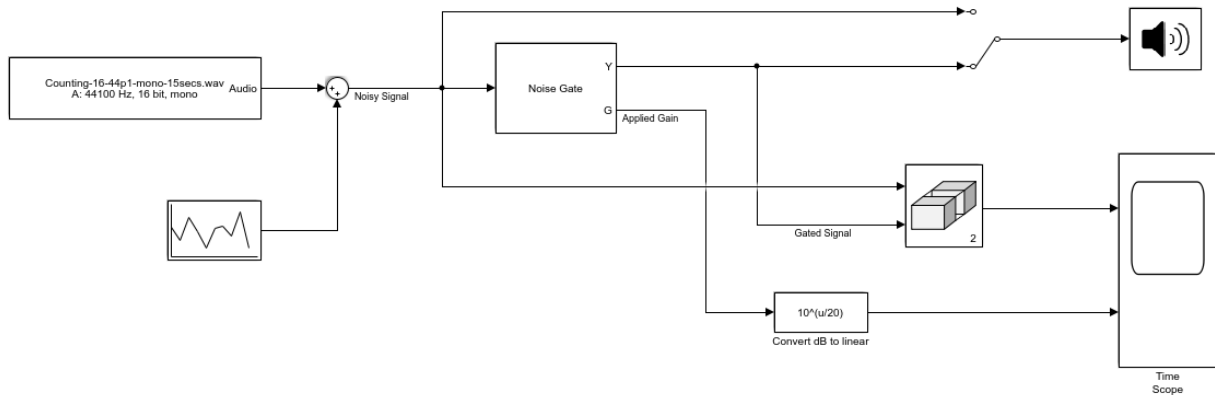 Counting-16-44p1-mono-15secs.wav
A: 44100 Hz, 16 bit, mono
Audio
+
+
Noisy Signal
Noise Gate
Y
G
Applied Gain
Gated Signal
2
10^(u/20)
Convert dB to linear
Time
Scope